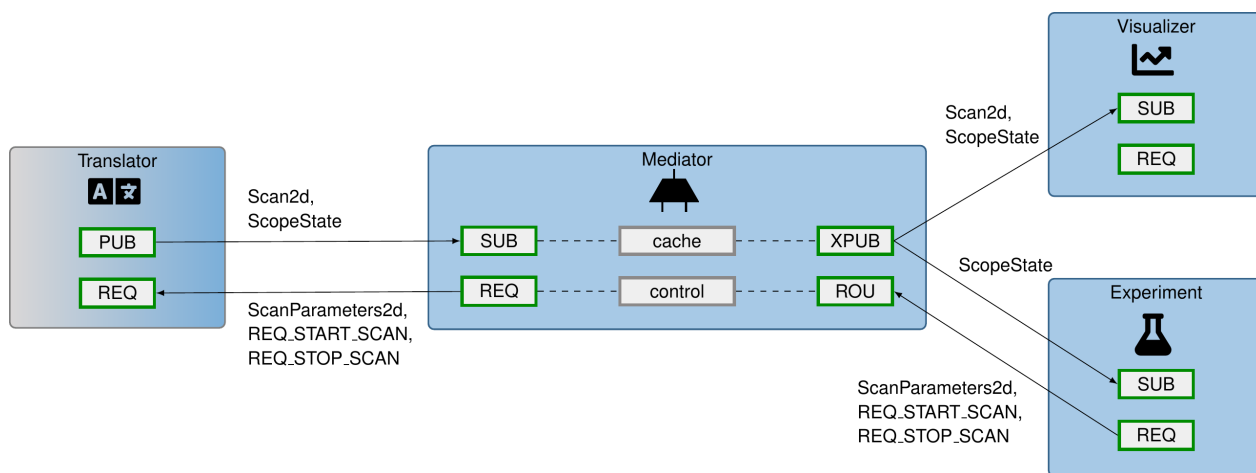 Translator
A 文
PUB
REQ
Scan2d,
ScopeState
ScanParameters2d,
REQ_START_SCAN,
REQ_STOP_SCAN
Mediator
SUB
cache
XPUB
REQ
control
ROU
Scan2d,
ScopeState
Visualizer
SUB
REQ
ScopeState
ScanParameters2d,
REQ_START_SCAN,
REQ_STOP_SCAN
Experiment
SUB
REQ